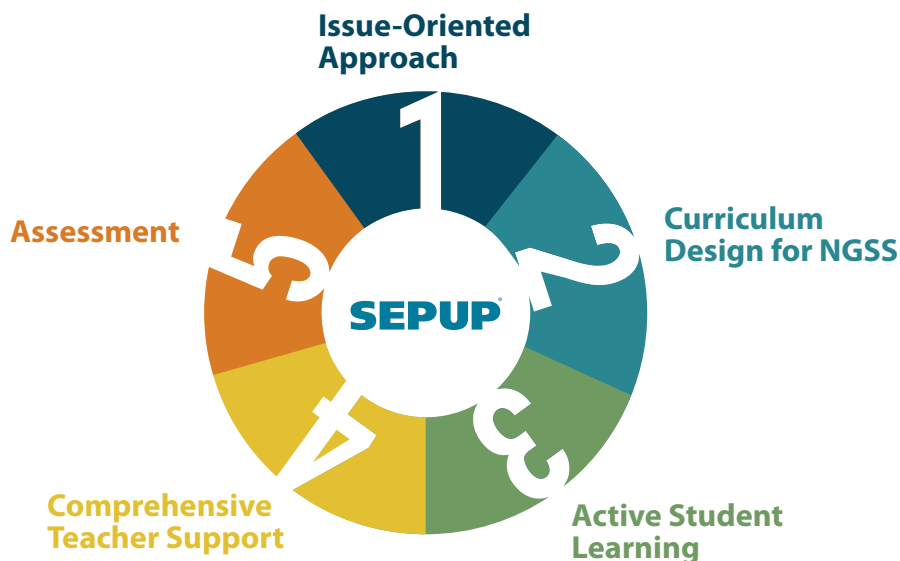 Issue-Oriented
Approach
1
2
Curriculum
Design for NGSS
3
Active Student
Learning
4
Comprehensive
Teacher Support
5
Assessment
SEPUP®